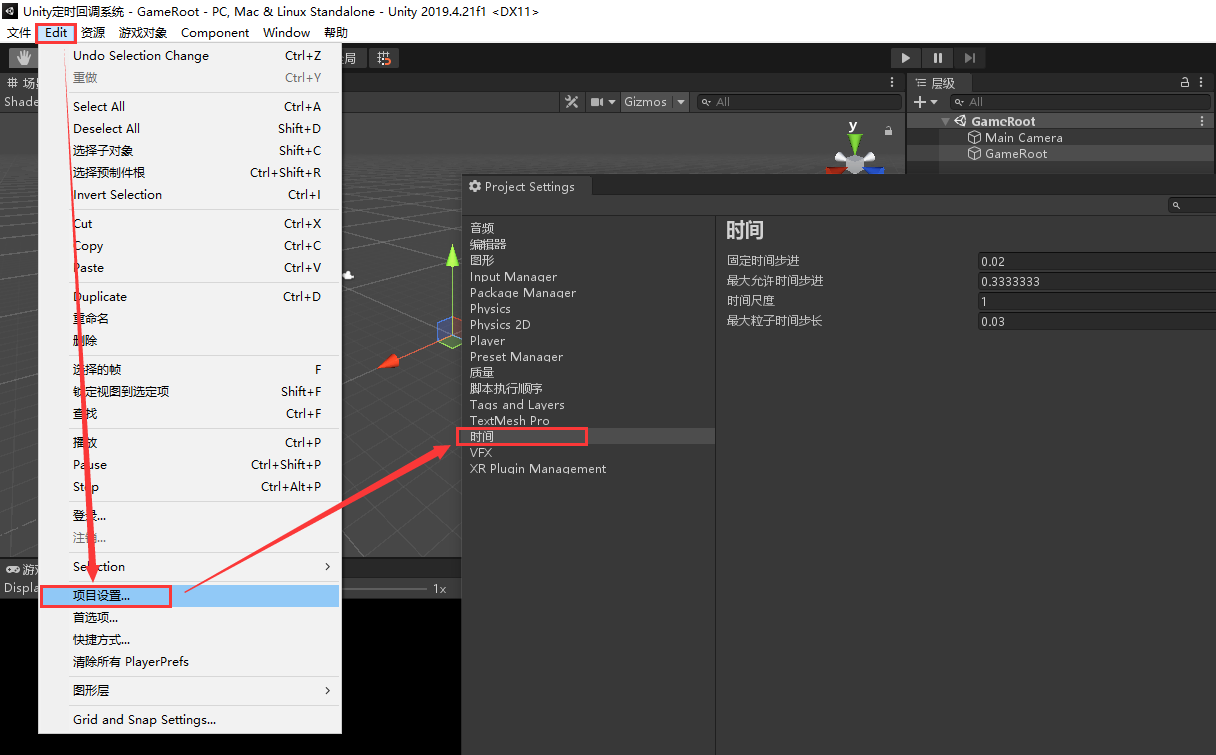 Unity定时回调系统 - GameRoot - PC, Mac & Linux Standalone - Unity 2019.4.21f1 <DX11>
文件 Edit 资源 游戏对象 Component Window 帮助
Undo Selection Change Ctrl+Z
重做 Ctrl+Y
Select All Ctrl+A
Deselect All Shift+D
选择子对象 Shift+C
选择预制件根 Ctrl+Shift+R
Invert Selection Ctrl+I
Cut Ctrl+X
Copy Ctrl+C
Paste Ctrl+V
Duplicate Ctrl+D
重命名
删除
选择的帧 F
锁定视图到选定项 Shift+F
查找 Ctrl+F
播放 Ctrl+P
Pause Ctrl+Shift+P
Stop Ctrl+Alt+P
登录...
注销...
Selection
项目设置...
首选项...
快捷方式...
清除所有 PlayerPrefs
图形层
Grid and Snap Settings...
局
Shade
Gizmos
All
y
层级
All
GameRoot
Main Camera
GameRoot
Project Settings
音频
编辑器
图形
Input Manager
Package Manager
Physics
Physics 2D
Player
Preset Manager
质量
脚本执行顺序
Tags and Layers
TextMesh Pro
时间
VFX
XR Plugin Management
时间
固定时间步进 0.02
最大允许时间步进 0.3333333
时间尺度 1
最大粒子时间步长 0.03
Displa
1x